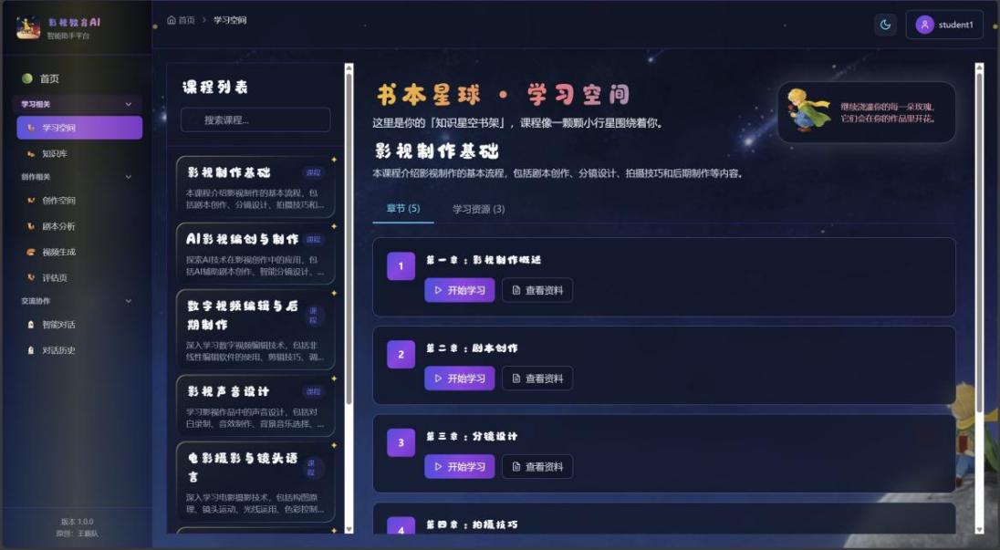 影视教育AI
智能助手平台
首页
学习相关
学习空间
知识库
创作相关
创作空间
剧本分析
视频生成
评估页
交流协作
智能对话
对话历史
版本 1.0.0
首页 > 学习空间
student1
课程列表
搜索课程...
影视制作基础 课程
本课程介绍影视制作的基本流程，包
括剧本创作、分镜设计、拍摄技巧和...
AI影视编创与制作 课程
探索AI技术在影视创作中的应用，包
括AI辅助剧本创作、智能分镜设计、...
数字视频编辑与后
期制作
课程
深入学习数字视频编辑技术，包括非
线性编辑软件的使用、剪辑技巧、调...
影视声音设计 课程
学习影视作品中的声音设计，包括对
白录制、音效制作、背景音乐选择、...
电影摄影与镜头语
言
课程
深入学习电影摄影技术，包括构图原
理、镜头运动、光线运用、色彩控制...
书本星球 · 学习空间
这里是你的「知识星空书架」，课程像一颗颗小行星围绕着你。
继续浇灌你的每一朵玫瑰，
它们会在你的作品里开花。
影视制作基础
本课程介绍影视制作的基本流程，包括剧本创作、分镜设计、拍摄技巧和后期制作等内容。
章节 (5) 学习资源 (3)
1 第一章：影视制作概述
开始学习 查看资料
2 第二章：剧本创作
开始学习 查看资料
3 第三章：分镜设计
开始学习 查看资料
4 第四章：拍摄技巧